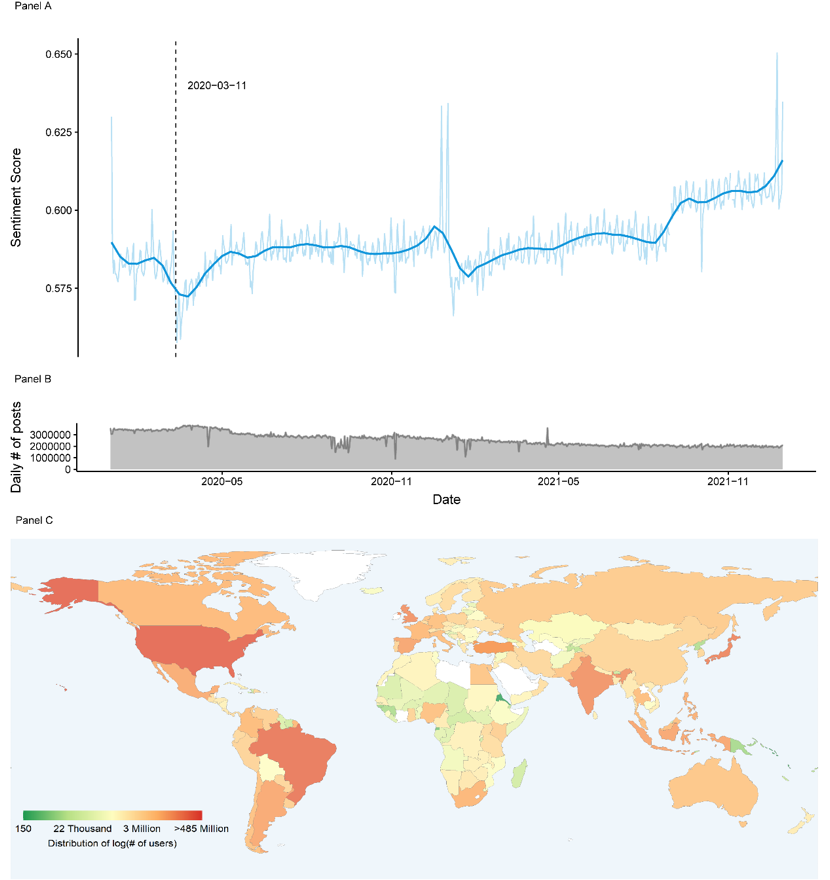 Panel A
0.650
2020−03−11
0.625
0.600
0.575
Sentiment Score
Panel B
3000000
2000000
1000000
0
Daily # of posts
2020−05 2020−11 2021−05 2021−11
Date
Panel C
150 22 Thousand 3 Million >485 Million
Distribution of log(# of users)